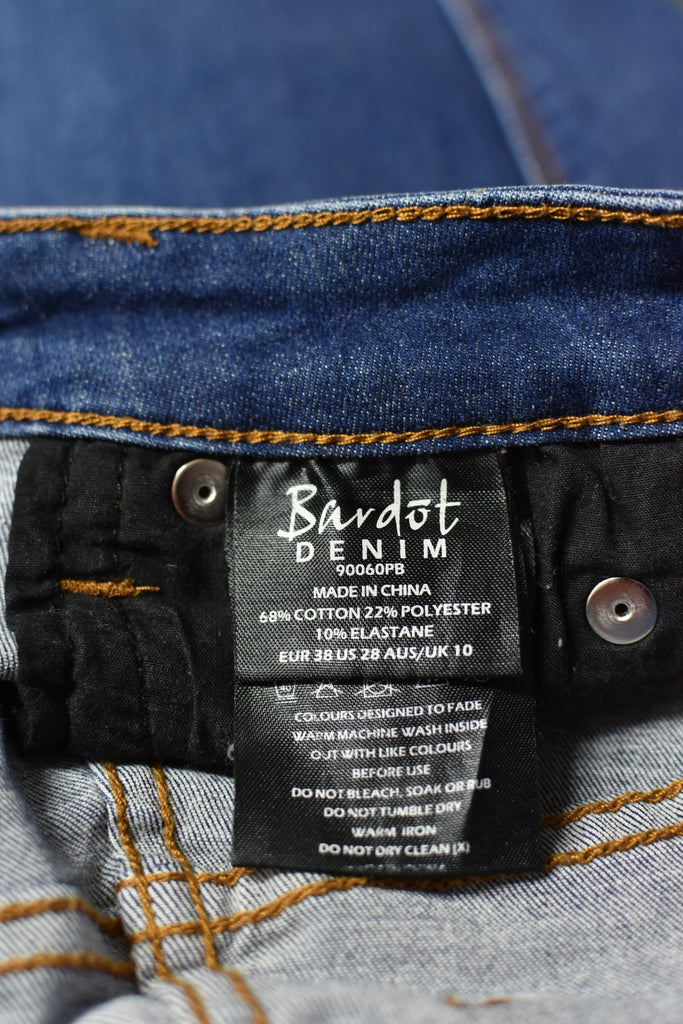 Bardōt
DENIM
90060PB
MADE IN CHINA
68% COTTON 22% POLYESTER
10% ELASTANE
EUR 38 US 28 AUS/UK 10
40
COLOURS DESIGNED TO FADE
WARM MACHINE WASH INSIDE
OUT WITH LIKE COLOURS
BEFORE USE
DO NOT BLEACH, SOAK OR RUB
DO NOT TUMBLE DRY
WARM IRON
DO NOT DRY CLEAN (X)